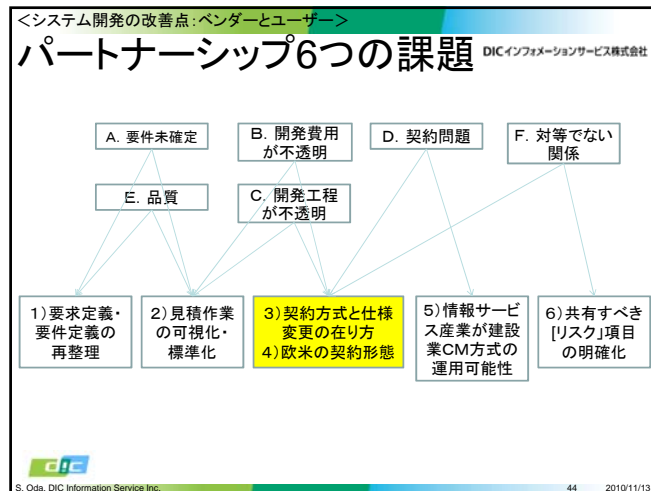 <システム開発の改善点:ベンダーとユーザー>
パートナーシップ6つの課題
DICインフォメーションサービス株式会社
A. 要件未確定
B. 開発費用
が不透明
D. 契約問題
F. 対等でない
関係
E. 品質
C. 開発工程
が不透明
1)要求定義・
要件定義の
再整理
2)見積作業
の可視化・
標準化
3)契約方式と仕様
変更の在り方
4)欧米の契約形態
5)情報サービ
ス産業が建設
業CM方式の
運用可能性
6)共有すべき
[リスク]項目
の明確化
dic
S. Oda, DIC Information Service Inc.
44
2010/11/13